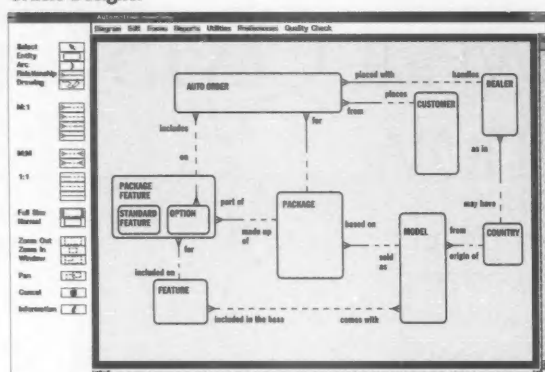 Diagram Edit Forms Reports Utilities Preferences Quality Check
Select
Entity
Arc
Relationship
Drawing
M:1
M:M
1:1
Full Size
Normal
Zoom Out
Zoom In
Window
Pan
Cancel
Information
AUTO ORDER
placed with
handles
DEALER
places
from
CUSTOMER
includes
for
on
as in
PACKAGE
FEATURE
STANDARD
FEATURE
OPTION
part of
made up
of
PACKAGE
based on
sold
as
MODEL
from
origin of
may have
COUNTRY
for
included on
FEATURE
included in the base
comes with